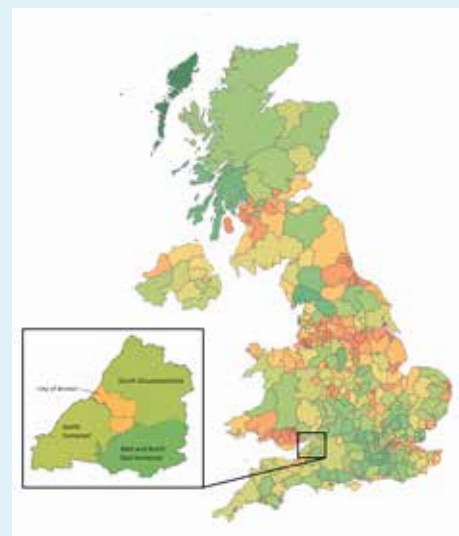 South Gloucestershire
City of Bristol
North
Somerset
Bath and North
East Somerset